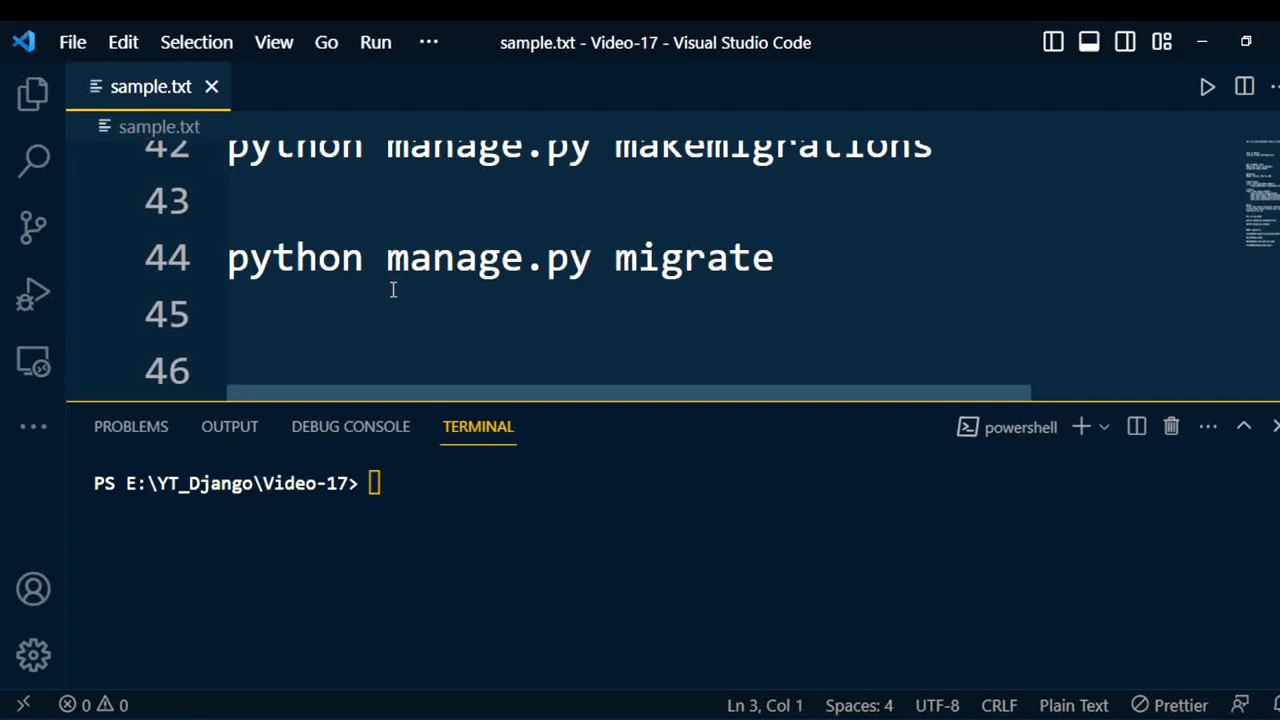 File Edit Selection View Go Run ··· sample.txt - Video-17 - Visual Studio Code
sample.txt
sample.txt
42 python manage.py makemigrations
43
44 python manage.py migrate
45
46
PROBLEMS OUTPUT DEBUG CONSOLE TERMINAL powershell
PS E:\YT_Django\Video-17>
0 0 Ln 3, Col 1 Spaces: 4 UTF-8 CRLF Plain Text Prettier